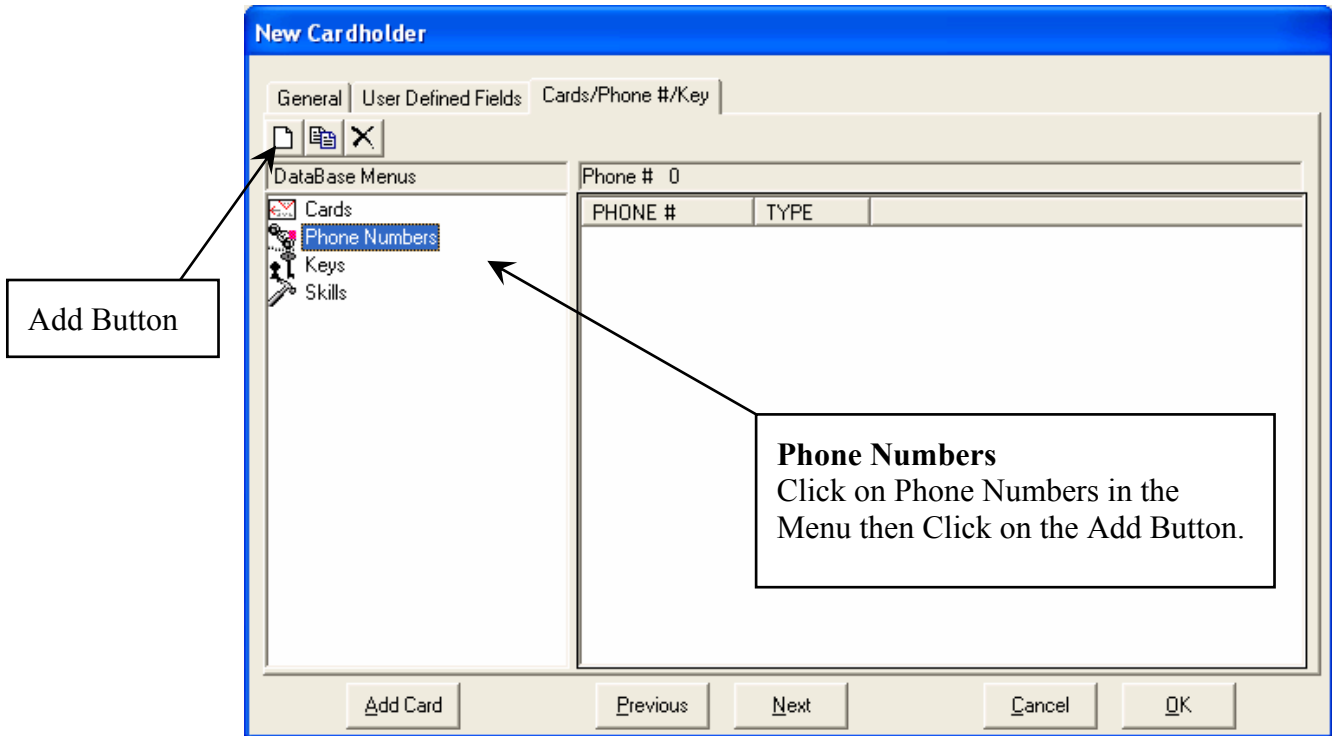 New Cardholder
General User Defined Fields Cards/Phone #/Key
DataBase Menus
Phone # 0
Cards
Phone Numbers
Keys
Skills
PHONE # TYPE
Add Button
Phone Numbers
Click on Phone Numbers in the
Menu then Click on the Add Button.
Add Card Previous Next Cancel OK